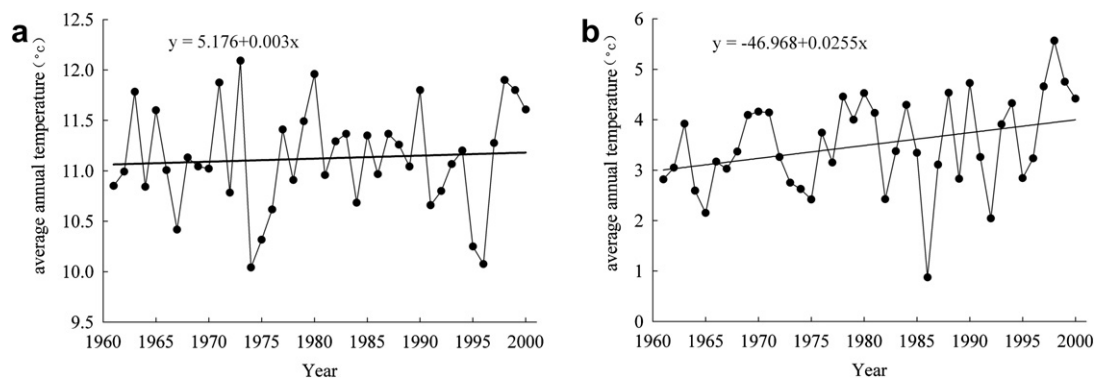 a
y = 5.176+0.003x
average annual temperature（°c）
12.5
12.0
11.5
11.0
10.5
10.0
9.5
1960 1965 1970 1975 1980 1985 1990 1995 2000
Year
b
y = -46.968+0.0255x
average annual temperature（°c）
6
5
4
3
2
1
0
1960 1965 1970 1975 1980 1985 1990 1995 2000
Year